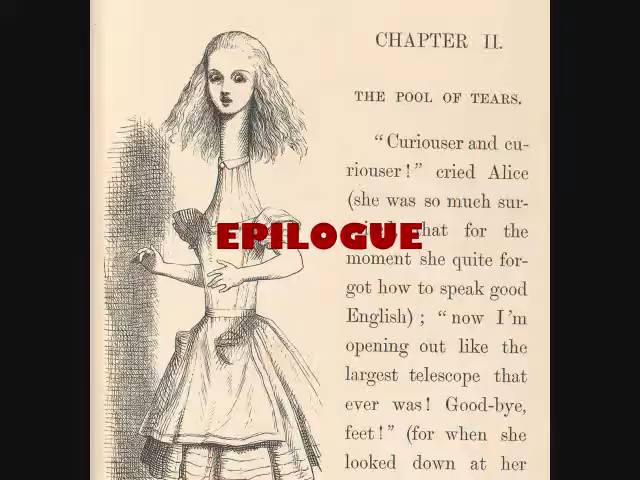 CHAPTER II.
THE POOL OF TEARS.
"Curiouser and cu-
riouser!" cried Alice
(she was so much sur-
that for the
EPILOGUE
moment she quite for-
got how to speak good
English); "now I'm
opening out like the
largest telescope that
ever was! Good-bye,
feet!" (for when she
looked down at her